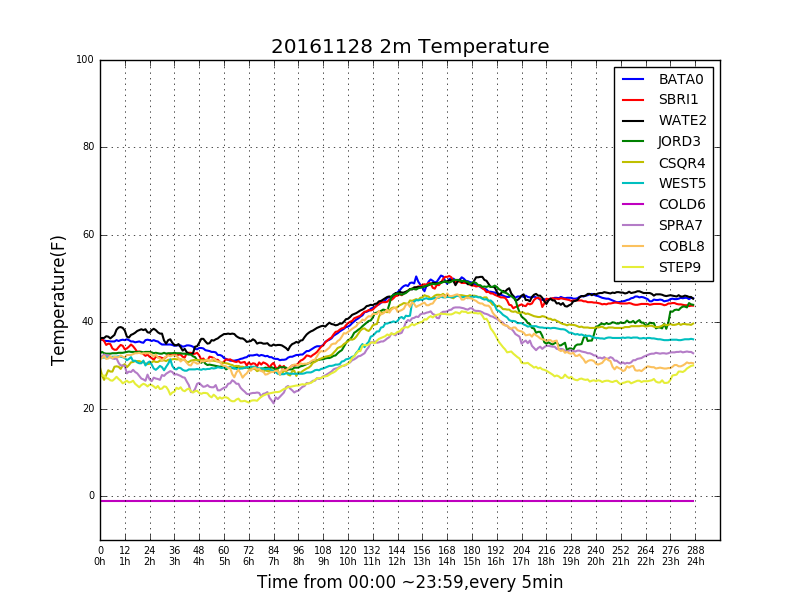 20161128 2m Temperature
100
80
60
40
20
0
Temperature(F)
BATA0
SBRI1
WATE2
JORD3
CSQR4
WEST5
COLD6
SPRA7
COBL8
STEP9
0 12 24 36 48 60 72 84 96 108 120 132 144 156 168 180 192 204 216 228 240 252 264 276 288
0h 1h 2h 3h 4h 5h 6h 7h 8h 9h 10h 11h 12h 13h 14h 15h 16h 17h 18h 19h 20h 21h 22h 23h 24h
Time from 00:00 ~23:59,every 5min